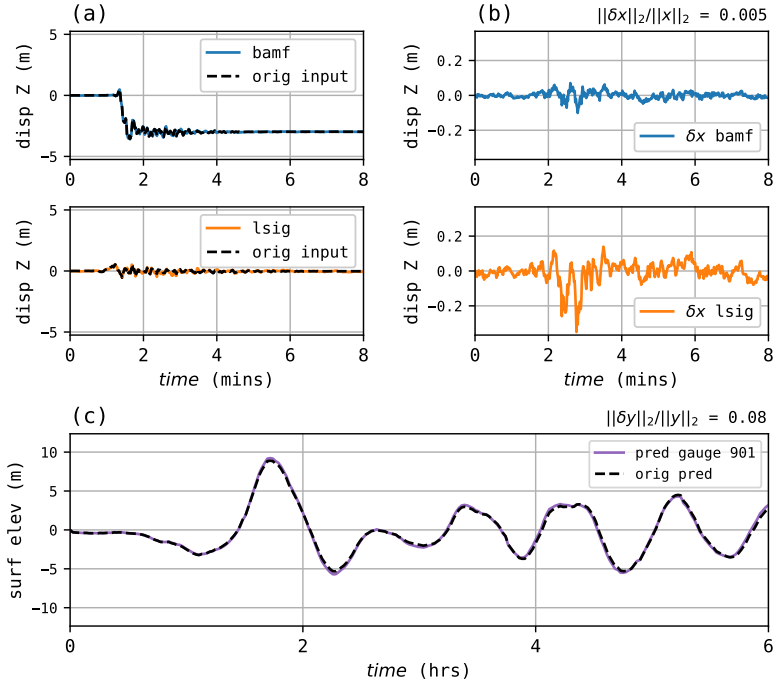 (a)
(b)
||δx||₂/||x||₂ = 0.005
5
0
−5
disp Z (m)
bamf
orig input
0 2 4 6 8
0.2
0.0
−0.2
disp Z (m)
δx bamf
0 2 4 6 8
5
0
−5
disp Z (m)
lsig
orig input
0 2 4 6 8
time (mins)
0.2
0.0
−0.2
disp Z (m)
δx lsig
0 2 4 6 8
time (mins)
(c)
||δy||₂/||y||₂ = 0.08
10
5
0
−5
−10
surf elev (m)
pred gauge 901
orig pred
0 2 4 6
time (hrs)